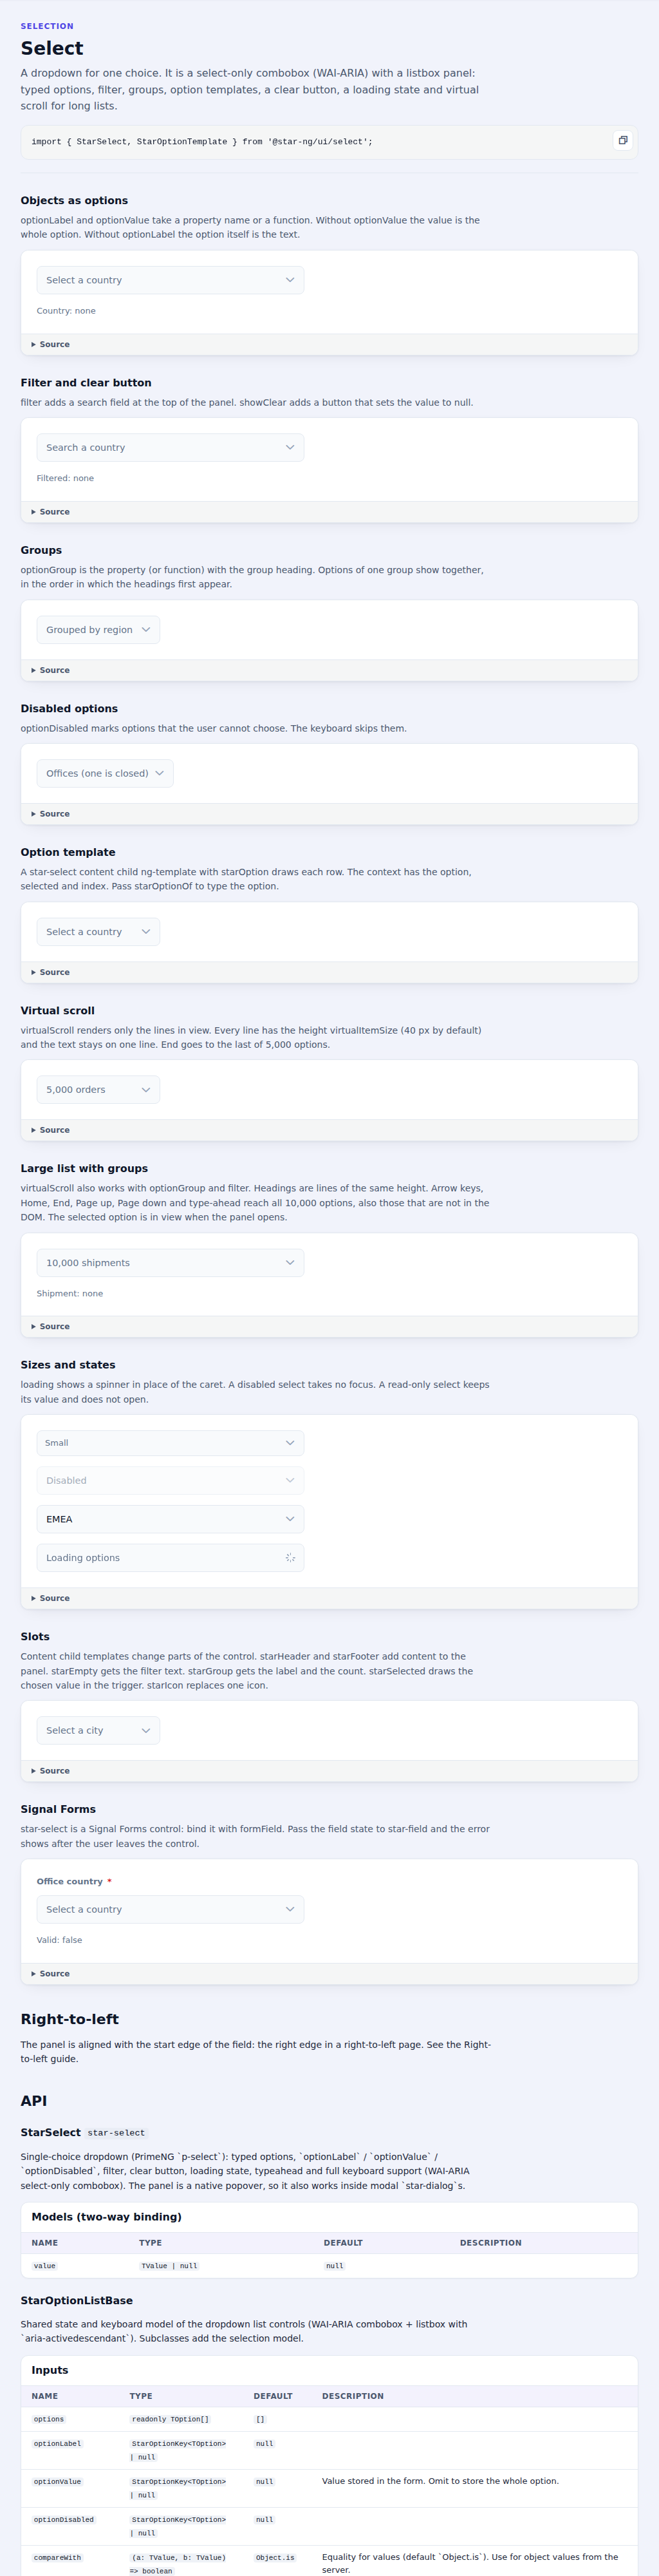 SELECTION
Select
A dropdown for one choice. It is a select-only combobox (WAI-ARIA) with a listbox panel:
typed options, filter, groups, option templates, a clear button, a loading state and virtual
scroll for long lists.
import { StarSelect, StarOptionTemplate } from '@star-ng/ui/select';
Objects as options
optionLabel and optionValue take a property name or a function. Without optionValue the value is the
whole option. Without optionLabel the option itself is the text.
Select a country
Country: none
Source
Filter and clear button
filter adds a search field at the top of the panel. showClear adds a button that sets the value to null.
Search a country
Filtered: none
Source
Groups
optionGroup is the property (or function) with the group heading. Options of one group show together,
in the order in which the headings first appear.
Grouped by region
Source
Disabled options
optionDisabled marks options that the user cannot choose. The keyboard skips them.
Offices (one is closed)
Source
Option template
A star-select content child ng-template with starOption draws each row. The context has the option,
selected and index. Pass starOptionOf to type the option.
Select a country
Source
Virtual scroll
virtualScroll renders only the lines in view. Every line has the height virtualItemSize (40 px by default)
and the text stays on one line. End goes to the last of 5,000 options.
5,000 orders
Source
Large list with groups
virtualScroll also works with optionGroup and filter. Headings are lines of the same height. Arrow keys,
Home, End, Page up, Page down and type-ahead reach all 10,000 options, also those that are not in the
DOM. The selected option is in view when the panel opens.
10,000 shipments
Shipment: none
Source
Sizes and states
loading shows a spinner in place of the caret. A disabled select takes no focus. A read-only select keeps
its value and does not open.
Small
Disabled
EMEA
Loading options
Source
Slots
Content child templates change parts of the control. starHeader and starFooter add content to the
panel. starEmpty gets the filter text. starGroup gets the label and the count. starSelected draws the
chosen value in the trigger. starIcon replaces one icon.
Select a city
Source
Signal Forms
star-select is a Signal Forms control: bind it with formField. Pass the field state to star-field and the error
shows after the user leaves the control.
Office country *
Select a country
Valid: false
Source
Right-to-left
The panel is aligned with the start edge of the field: the right edge in a right-to-left page. See the Right-
to-left guide.
API
StarSelect star-select
Single-choice dropdown (PrimeNG `p-select`): typed options, `optionLabel` / `optionValue` /
`optionDisabled`, filter, clear button, loading state, typeahead and full keyboard support (WAI-ARIA
select-only combobox). The panel is a native popover, so it also works inside modal `star-dialog`s.
Models (two-way binding)
NAME TYPE DEFAULT DESCRIPTION
value TValue | null null
StarOptionListBase
Shared state and keyboard model of the dropdown list controls (WAI-ARIA combobox + listbox with
`aria-activedescendant`). Subclasses add the selection model.
Inputs
NAME TYPE DEFAULT DESCRIPTION
options readonly TOption[] []
optionLabel StarOptionKey<TOption> null
| null
optionValue StarOptionKey<TOption> null Value stored in the form. Omit to store the whole option.
| null
optionDisabled StarOptionKey<TOption> null
| null
compareWith (a: TValue, b: TValue) Object.is Equality for values (default `Object.is`). Use for object values from the
=> boolean server.